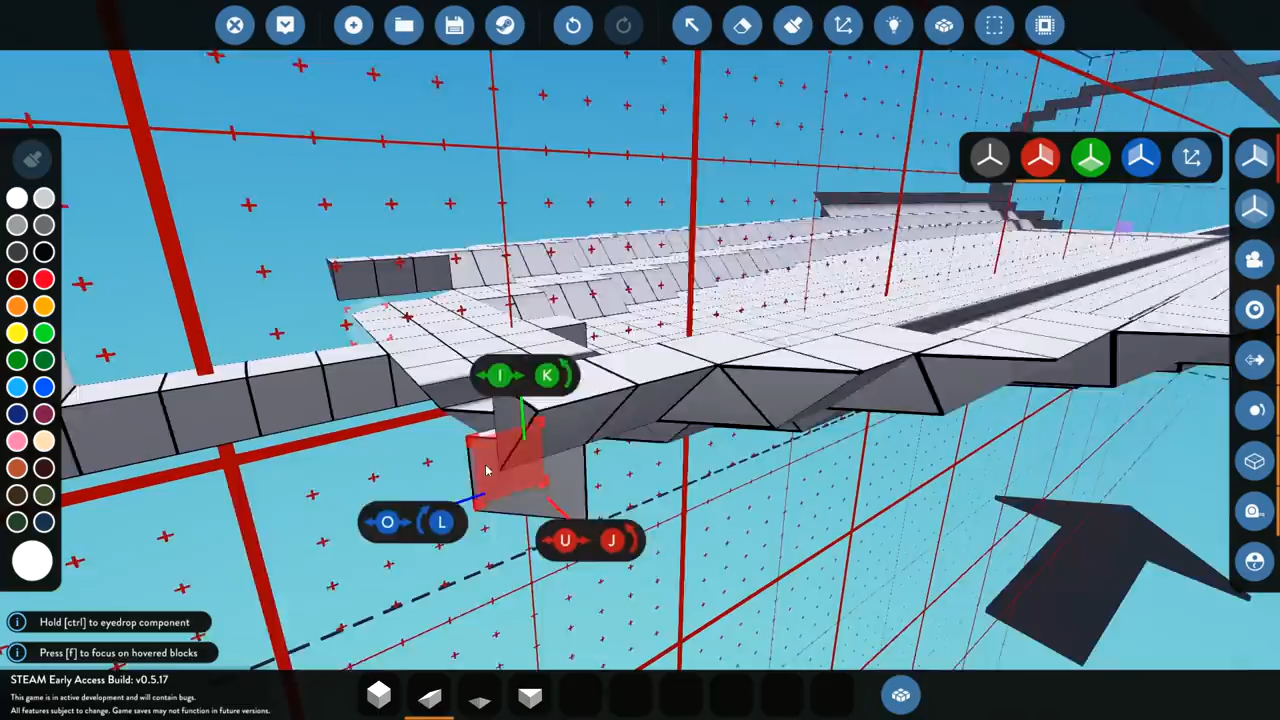 I K
O L
U J
Hold [ctrl] to eyedrop component
Press [f] to focus on hovered blocks
STEAM Early Access Build: v0.5.17
This game is in active development and will contain bugs.
All features subject to change. Game saves may not function in future versions.